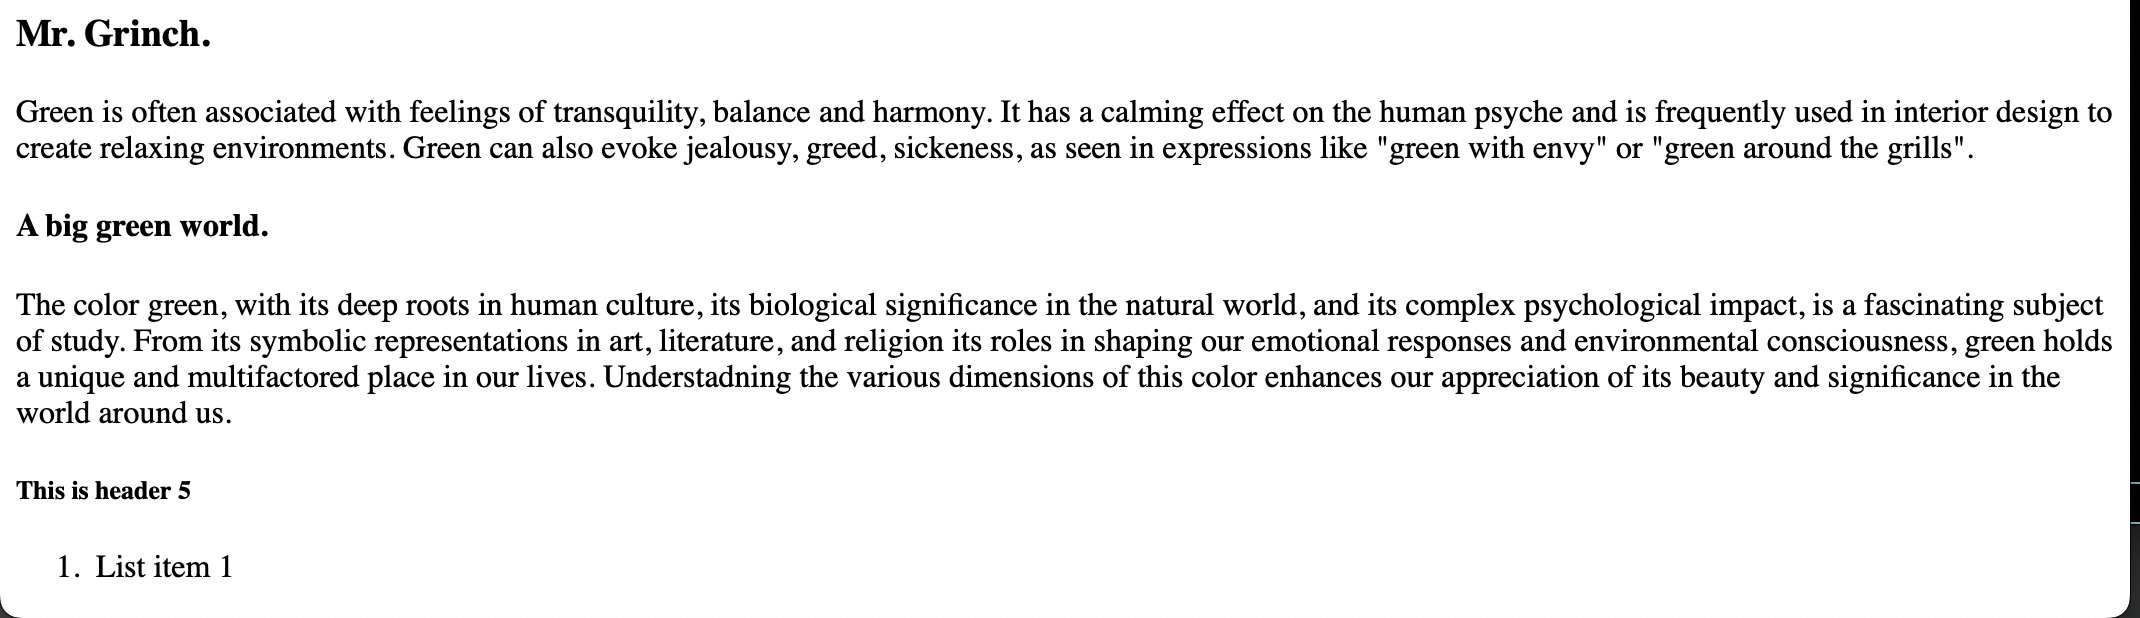 Mr. Grinch.
Green is often associated with feelings of transquility, balance and harmony. It has a calming effect on the human psyche and is frequently used in interior design to
create relaxing environments. Green can also evoke jealousy, greed, sickeness, as seen in expressions like "green with envy" or "green around the grills".
A big green world.
The color green, with its deep roots in human culture, its biological significance in the natural world, and its complex psychological impact, is a fascinating subject
of study. From its symbolic representations in art, literature, and religion its roles in shaping our emotional responses and environmental consciousness, green holds
a unique and multifactored place in our lives. Understadning the various dimensions of this color enhances our appreciation of its beauty and significance in the
world around us.
This is header 5
1. List item 1